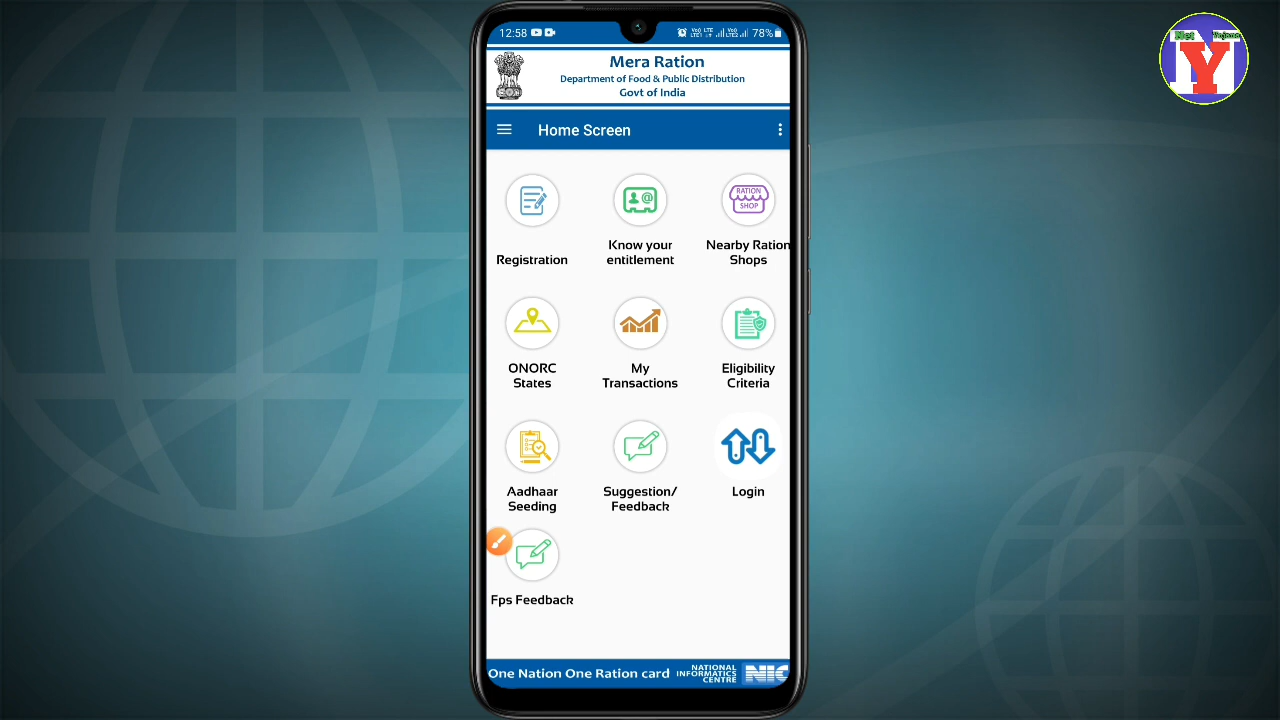 12:58
78%
Net Yojana
Y
Mera Ration
Department of Food & Public Distribution
Govt of India
Home Screen
RATION
SHOP
Registration
Know your
entitlement
Nearby Ration
Shops
ONORC
States
My
Transactions
Eligibility
Criteria
Aadhaar
Seeding
Suggestion/
Feedback
Login
Fps Feedback
One Nation One Ration card
NATIONAL
INFORMATICS
CENTRE
NIC